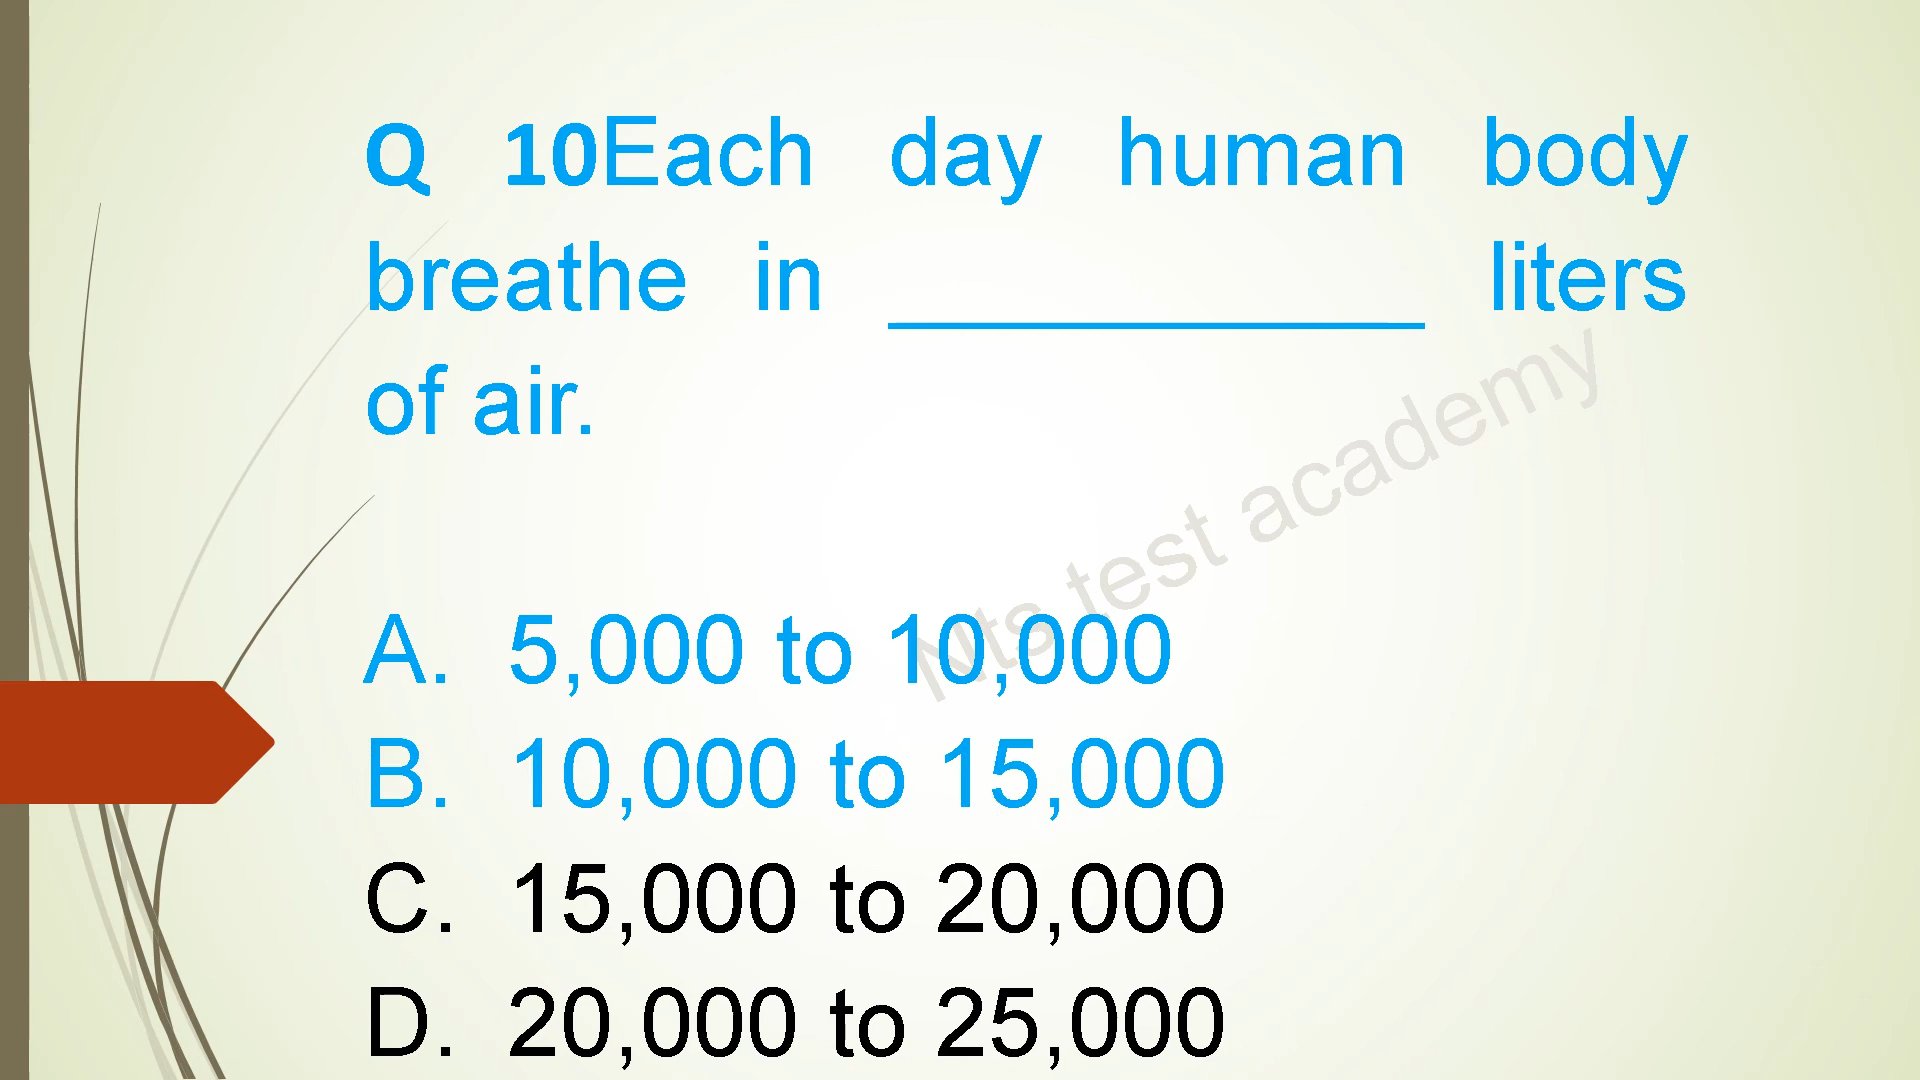 Q 10Each day human body
breathe in ______________ liters
of air.
Nts test academy
A. 5,000 to 10,000
B. 10,000 to 15,000
C. 15,000 to 20,000
D. 20,000 to 25,000